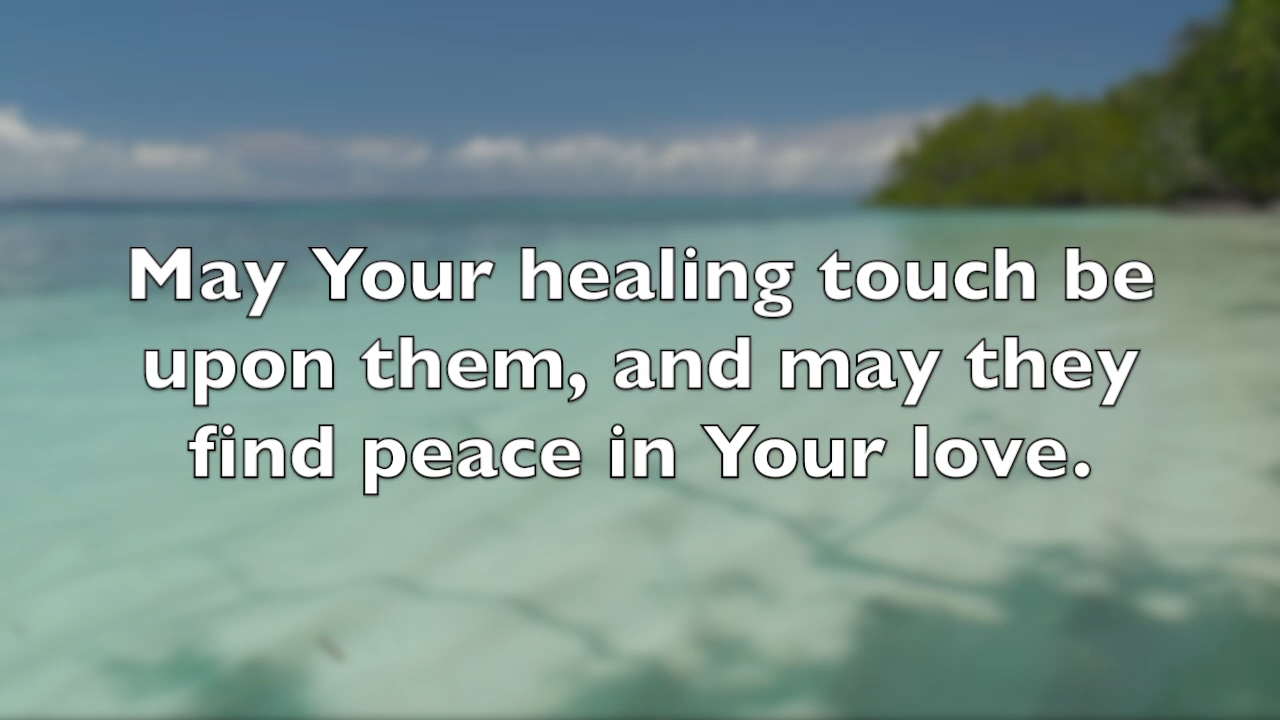 May Your healing touch be
upon them, and may they
find peace in Your love.